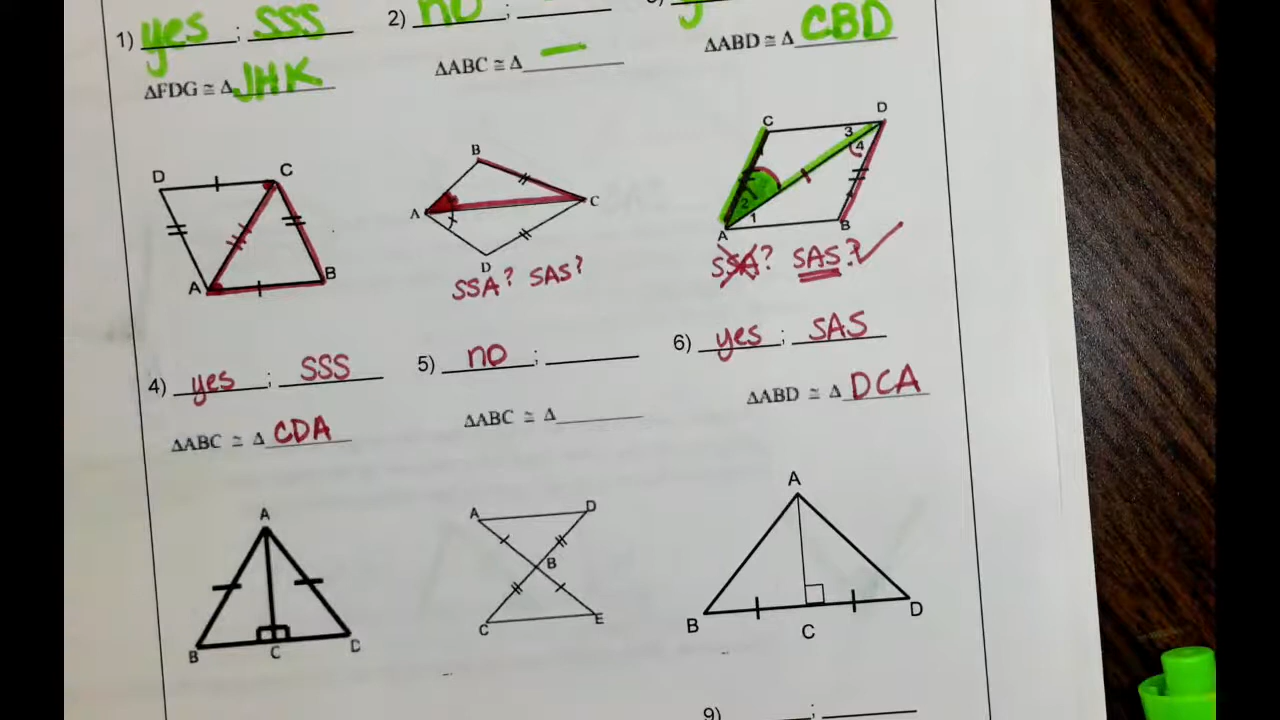 1) yes ; SSS
2) no ; 
3)
ΔFDG ≅ Δ JHK
ΔABC ≅ Δ —
ΔABD ≅ Δ CBD
D C A B
B A C D
C D 3 4 2 1 A B
SSA? SAS?
SSA? SAS? ✓
4) yes ; SSS
5) no ;
6) yes ; SAS
ΔABC ≅ Δ CDA
ΔABC ≅ Δ
ΔABD ≅ Δ DCA
A B C D
A D B C E
A B C D
9) ;